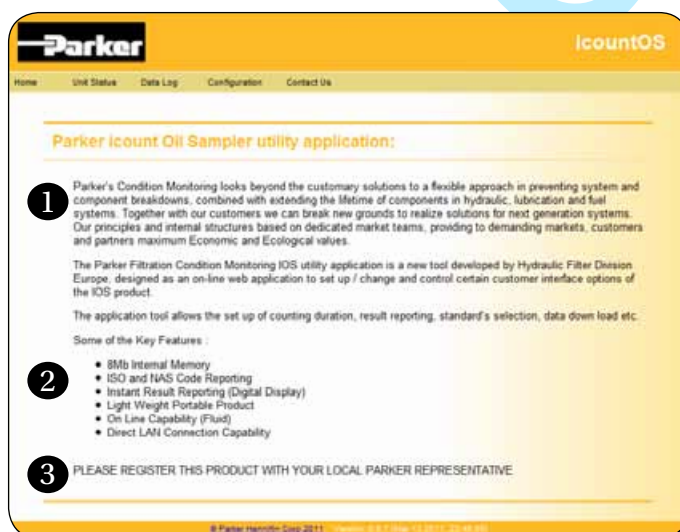 Parker
IcountOS
Home Unit Status Data Log Configuration Contact Us
Parker icount Oil Sampler utility application:
1
Parker's Condition Monitoring looks beyond the customary solutions to a flexible approach in preventing system and
component breakdowns, combined with extending the lifetime of components in hydraulic, lubrication and fuel
systems. Together with our customers we can break new grounds to realize solutions for next generation systems.
Our principles and internal structures based on dedicated market teams, providing to demanding markets, customers
and partners maximum Economic and Ecological values.
The Parker Filtration Condition Monitoring IOS utility application is a new tool developed by Hydraulic Filter Division
Europe, designed as an on-line web application to set up / change and control certain customer interface options of
the IOS product.
The application tool allows the set up of counting duration, result reporting, standard's selection, data down load etc.
Some of the Key Features :
2
• 8Mb Internal Memory
• ISO and NAS Code Reporting
• Instant Result Reporting (Digital Display)
• Light Weight Portable Product
• On Line Capability (Fluid)
• Direct LAN Connection Capability
3
PLEASE REGISTER THIS PRODUCT WITH YOUR LOCAL PARKER REPRESENTATIVE
© Parker Hannifin Corp 2011